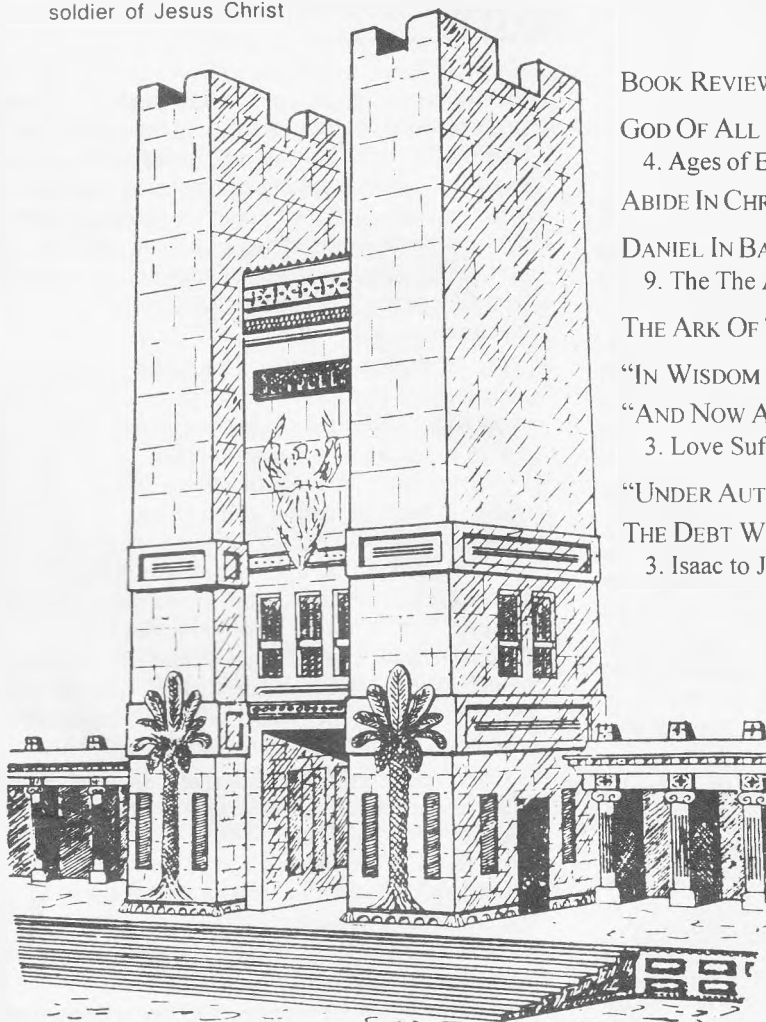 soldier of Jesus Christ
BOOK REVIEW
GOD OF ALL
4. Ages of E
ABIDE IN CHR
DANIEL IN BA
9. The The A
THE ARK OF
"IN WISDOM
"AND NOW A
3. Love Suf
"UNDER AUT
THE DEBT W
3. Isaac to J